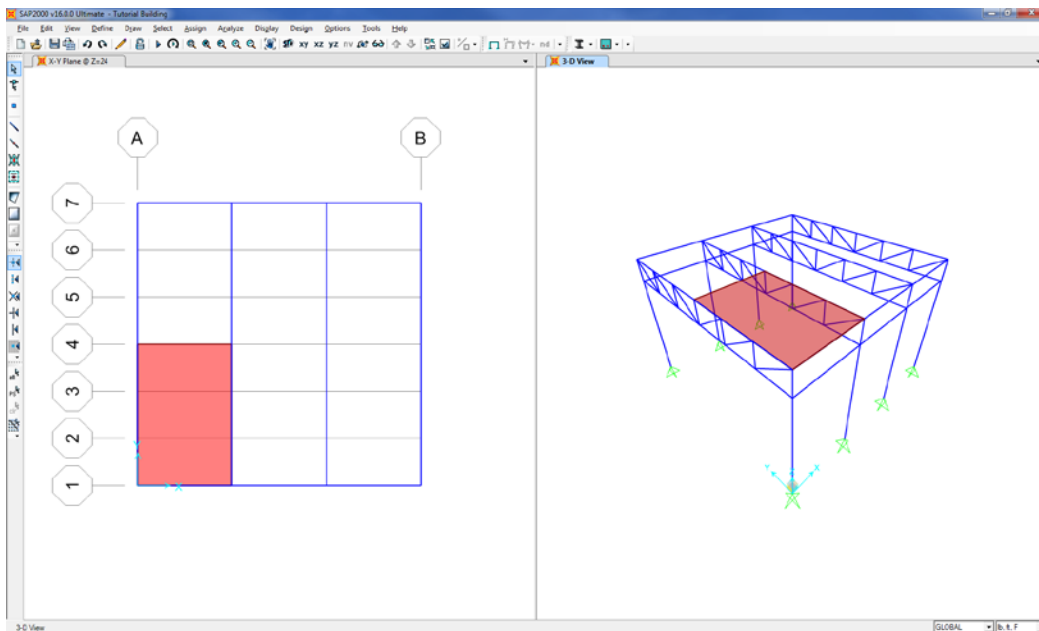 SAP2000 v16.0.0 Ultimate - Tutorial Building
File Edit View Define Draw Select Assign Analyze Display Design Options Tools Help
xy xz yz nv
nd
X-Y Plane @ Z=24
3-D View
A B
7
6
5
4
3
2
1
Y
X
Y Z X
3-D View
GLOBAL lb, ft, F